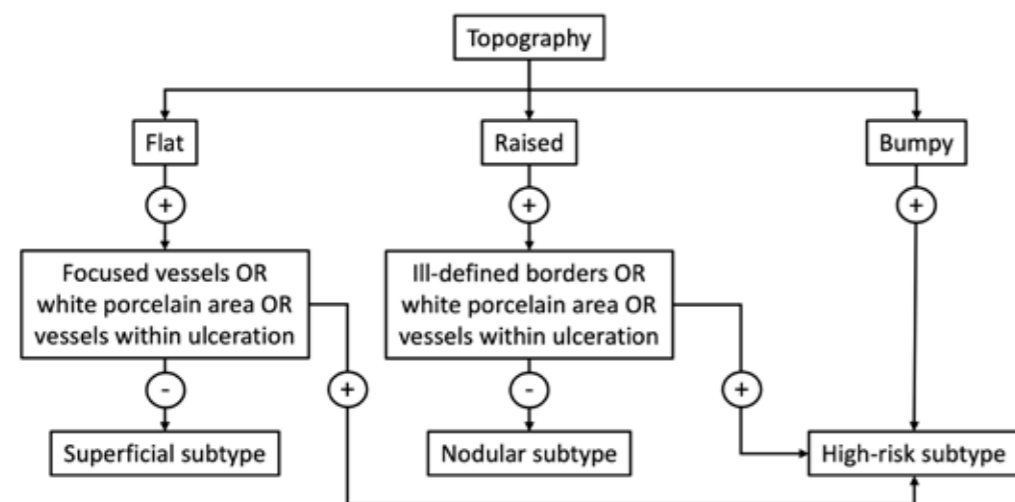 Topography
Flat
Raised
Bumpy
+
+
+
Focused vessels OR
white porcelain area OR
vessels within ulceration
Ill-defined borders OR
white porcelain area OR
vessels within ulceration
-
+
-
+
Superficial subtype
Nodular subtype
High-risk subtype